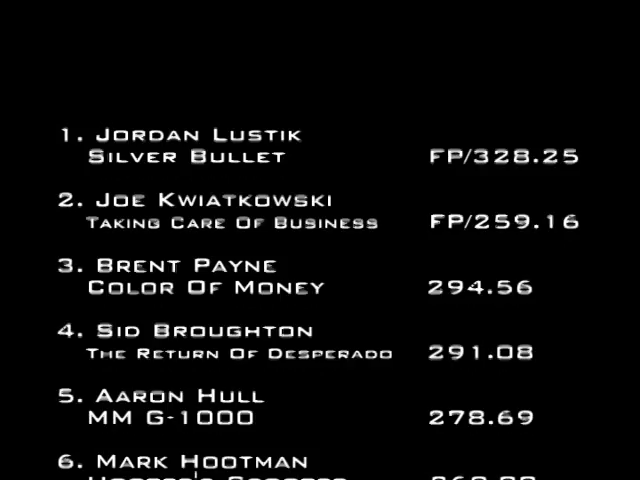 1. Jordan Lustik
Silver Bullet FP/328.25
2. Joe Kwiatkowski
Taking Care Of Business FP/259.16
3. Brent Payne
Color Of Money 294.56
4. Sid Broughton
The Return Of Desperado 291.08
5. Aaron Hull
MM G-1000 278.69
6. Mark Hootman